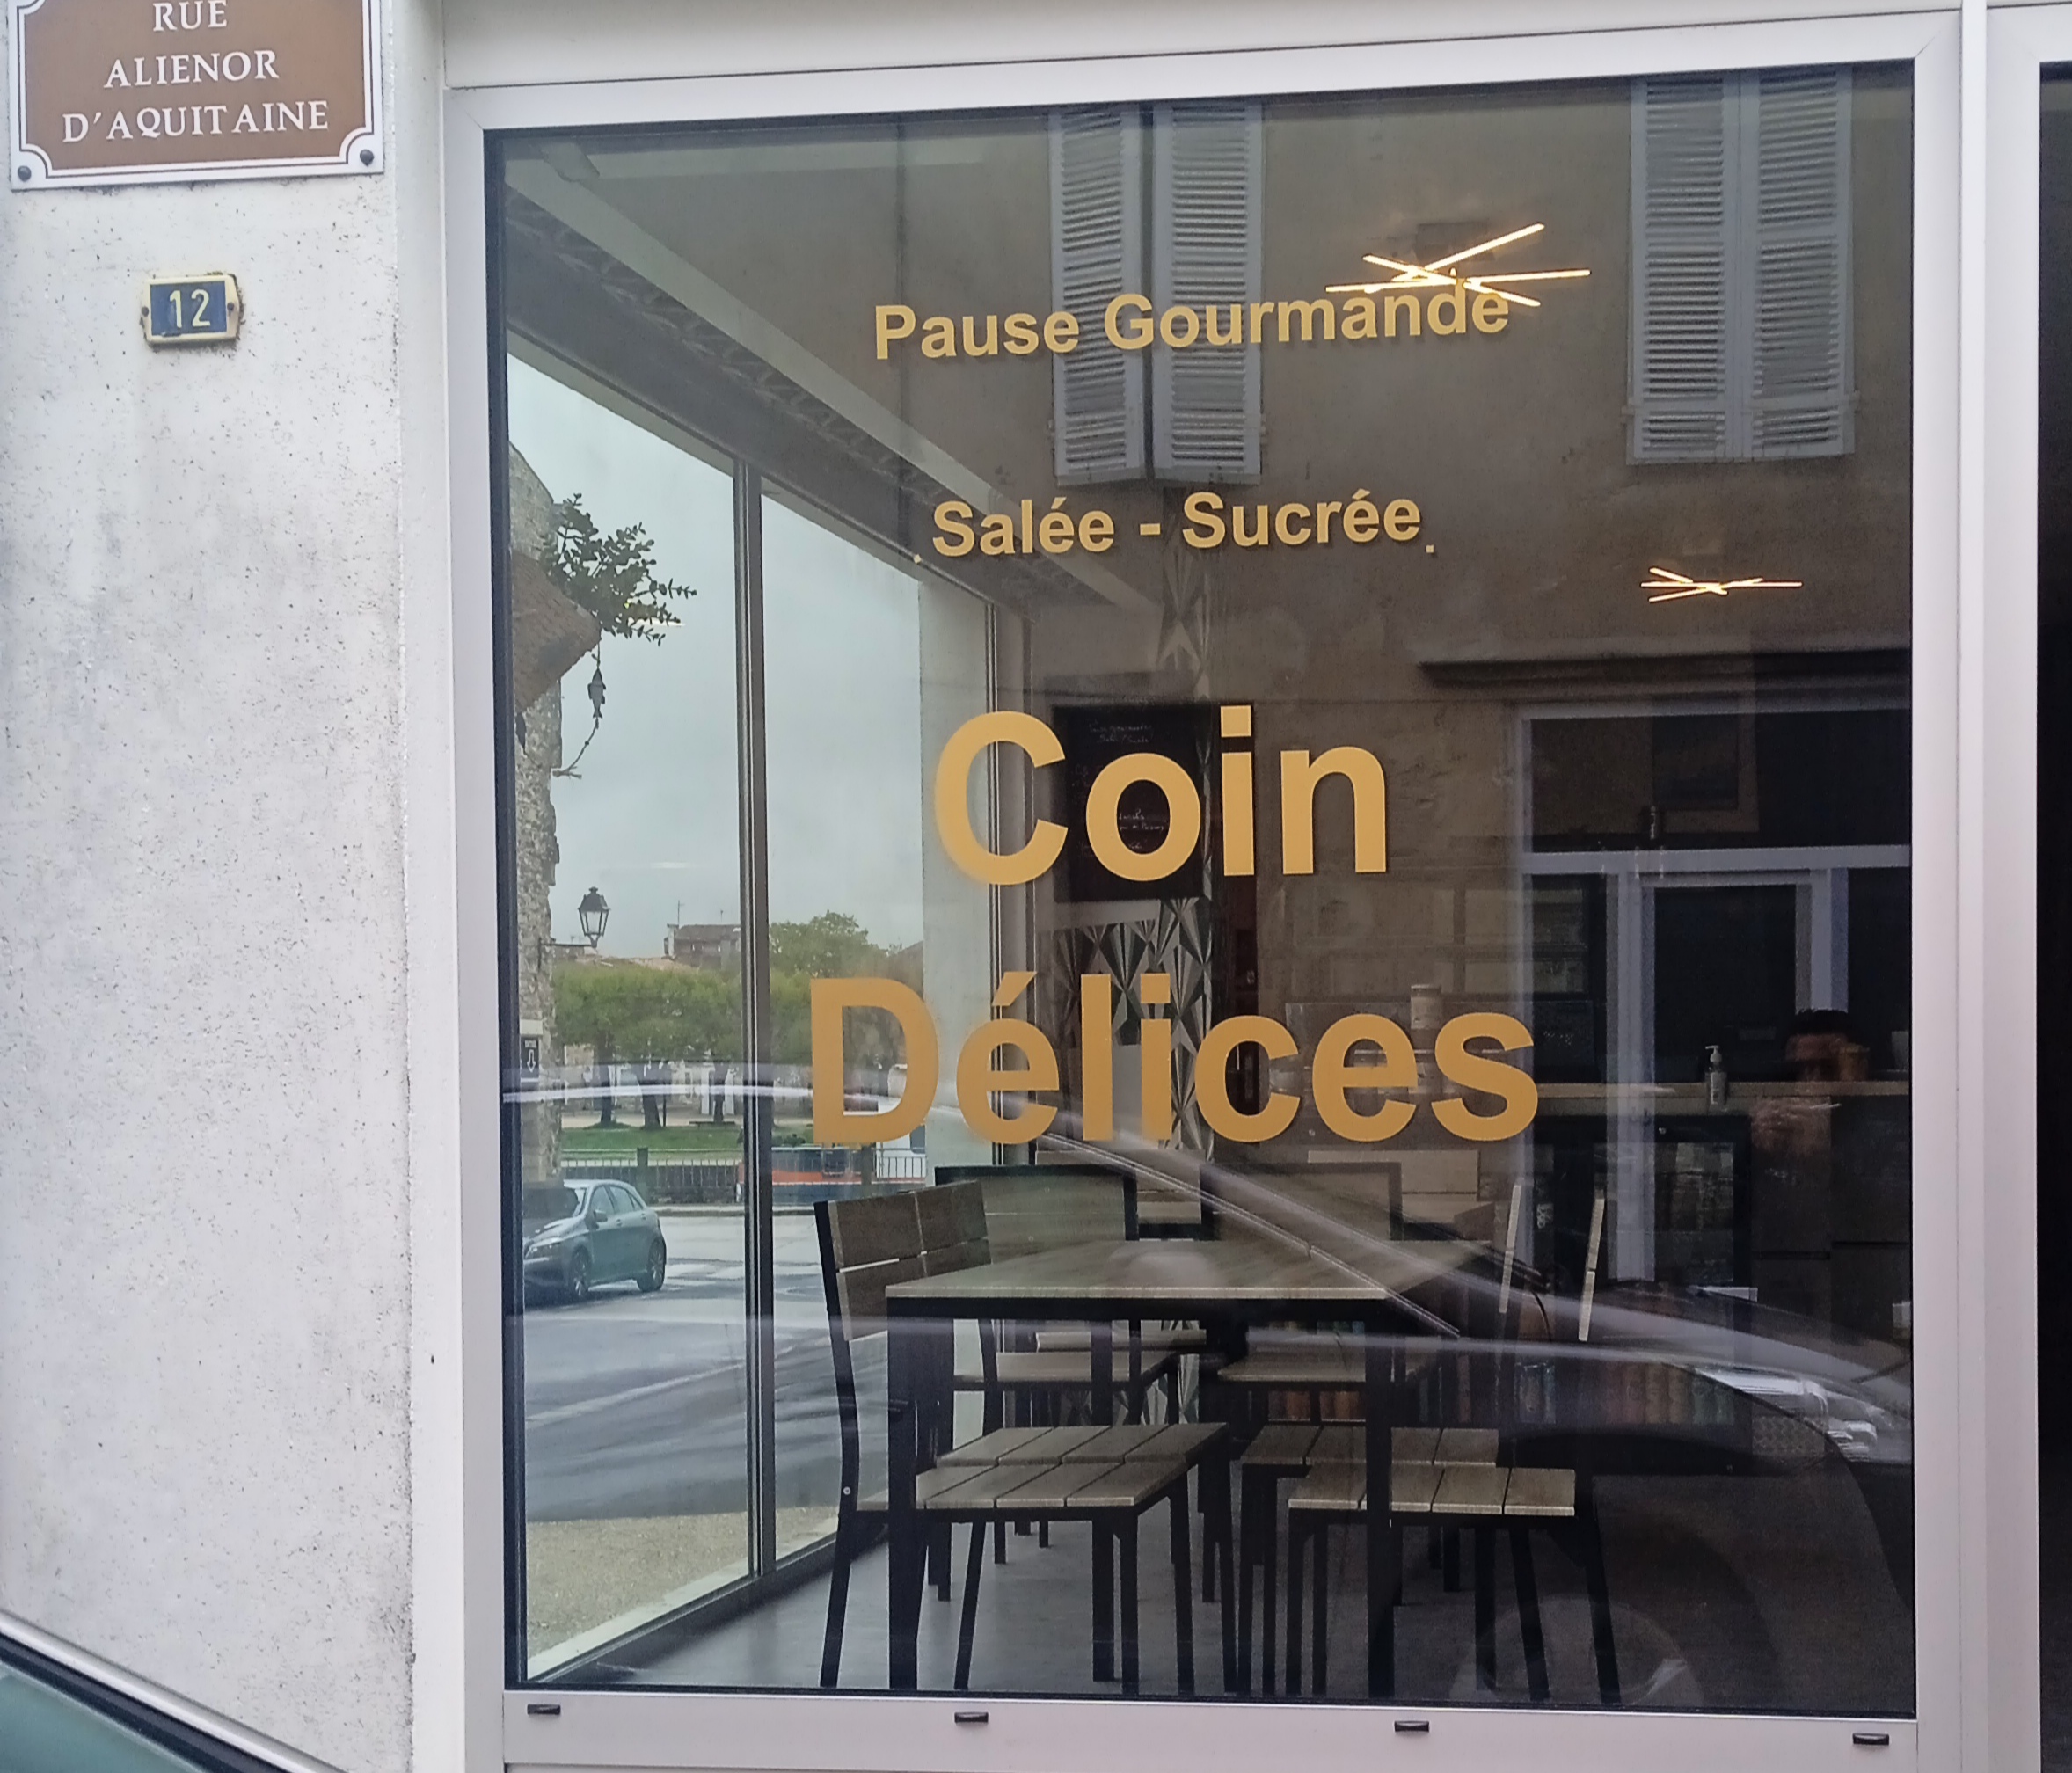 RUE
ALIENOR
D'AQUITAINE
12
Pause Gourmande
Salée - Sucrée
Coin
Délices